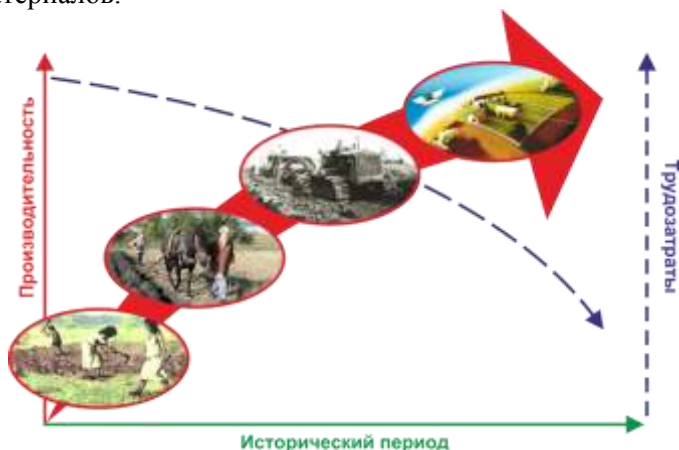 Производительность
Трудозатраты
Исторический период